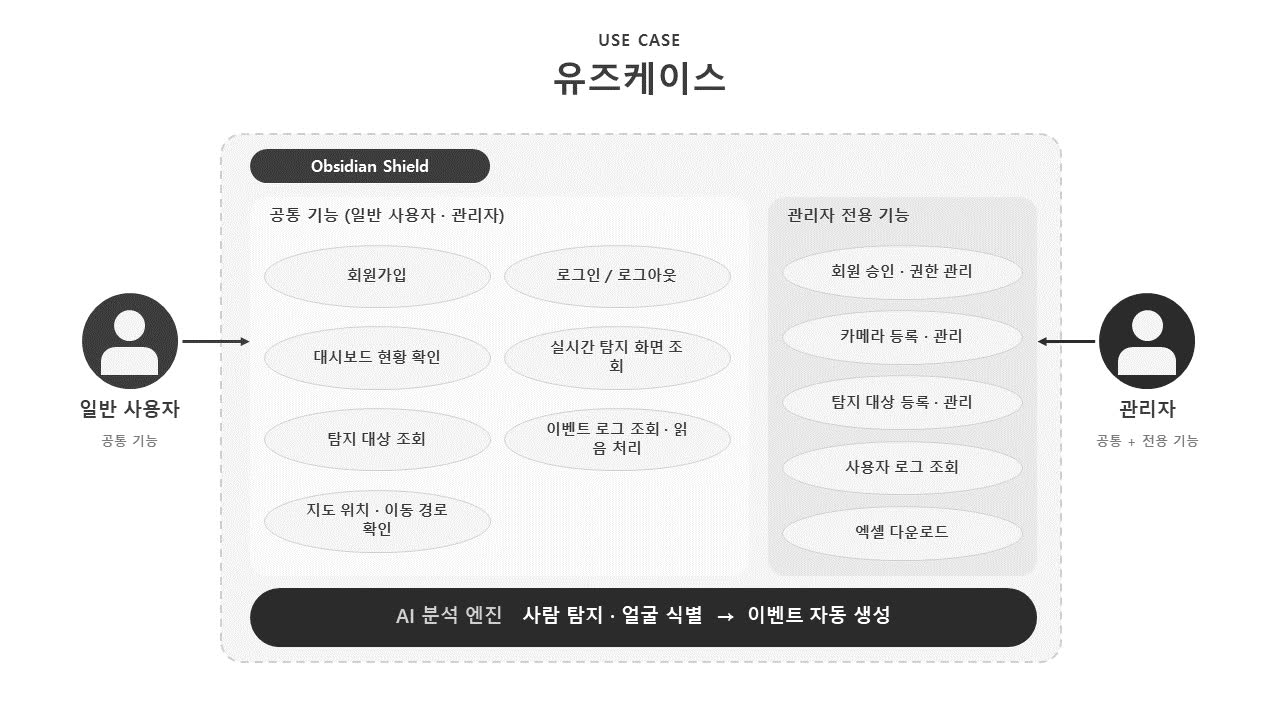 USE CASE
유즈케이스
Obsidian Shield
공통 기능 (일반 사용자 · 관리자)
회원가입
로그인 / 로그아웃
대시보드 현황 확인
실시간 탐지 화면 조
회
탐지 대상 조회
이벤트 로그 조회 · 읽
음 처리
지도 위치 · 이동 경로
확인
관리자 전용 기능
회원 승인 · 권한 관리
카메라 등록 · 관리
탐지 대상 등록 · 관리
사용자 로그 조회
엑셀 다운로드
일반 사용자
공통 기능
관리자
공통 + 전용 기능
AI 분석 엔진 사람 탐지 · 얼굴 식별 → 이벤트 자동 생성